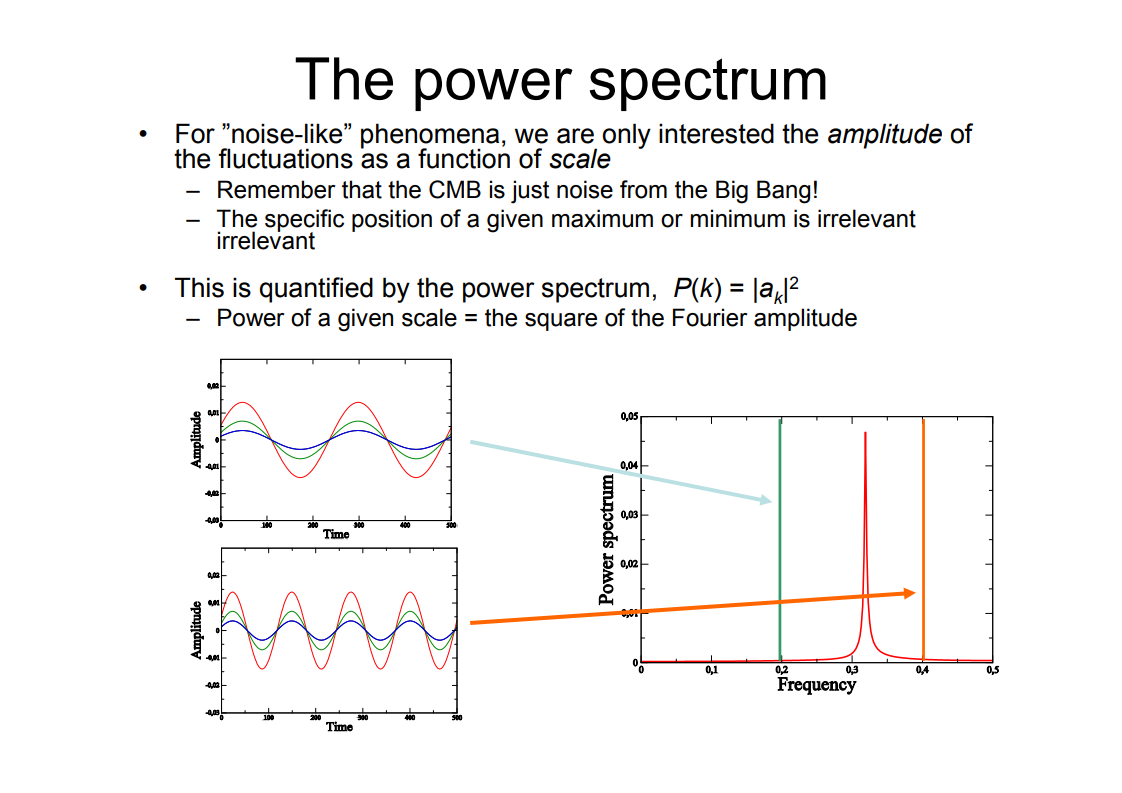 The power spectrum
• For ”noise-like” phenomena, we are only interested the amplitude of
the fluctuations as a function of scale
– Remember that the CMB is just noise from the Big Bang!
– The specific position of a given maximum or minimum is irrelevant
irrelevant
• This is quantified by the power spectrum, P(k) = |ak|2
– Power of a given scale = the square of the Fourier amplitude
0,02
0,01
0
-0,01
-0,02
-0,03
Amplitude
0 100 200 300 400 500
Time
0,02
0,01
0
-0,01
-0,02
-0,03
Amplitude
0 100 200 300 400 500
Time
0,05
0,04
0,03
0,02
0,01
0
Power spectrum
0 0,1 0,2 0,3 0,4 0,5
Frequency